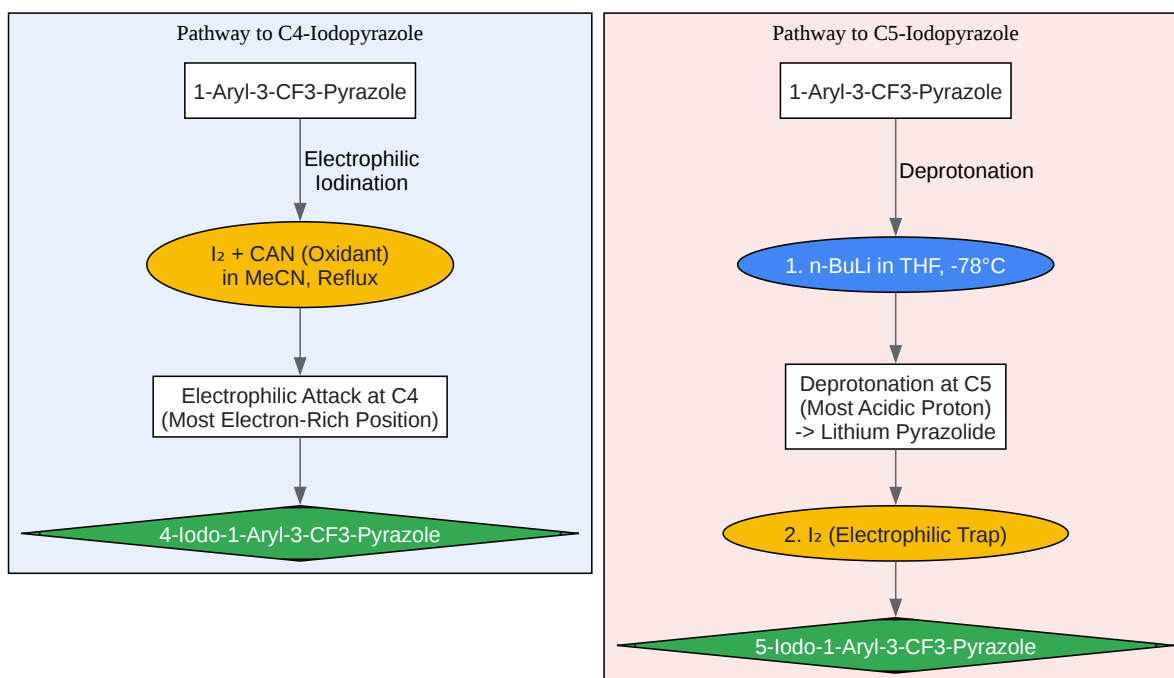 Pathway to C4-Iodopyrazole
1-Aryl-3-CF3-Pyrazole
Electrophilic
Iodination
I₂ + CAN (Oxidant)
in MeCN, Reflux
Electrophilic Attack at C4
(Most Electron-Rich Position)
4-Iodo-1-Aryl-3-CF3-Pyrazole
Pathway to C5-Iodopyrazole
1-Aryl-3-CF3-Pyrazole
Deprotonation
1. n-BuLi in THF, -78°C
Deprotonation at C5
(Most Acidic Proton)
-> Lithium Pyrazolide
2. I₂ (Electrophilic Trap)
5-Iodo-1-Aryl-3-CF3-Pyrazole